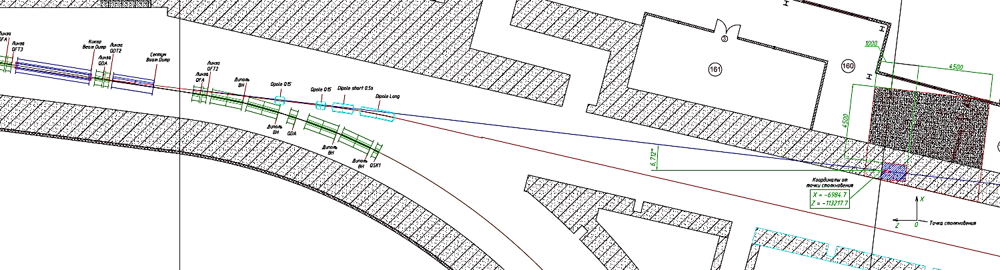 Линза
QFA
Линза
QFT3
Кикер
Beam Dump
Линза
QDA
Линза
QDT2
Септум
Beam Dump
Линза
QFA
Линза
QFT2
Диполь
BH
Qpole Q15
Qpole Q15
Dipole short 0.5s
Dipole Long
Диполь
BH
QDA
Диполь
BH
Диполь
BH
QSK1
3
161
160
1000
4500
4500
6,712°
Координаты от
точки столкновения
X = -6984.7
Z = -113217.7
X
Z
0
Точка столкновения